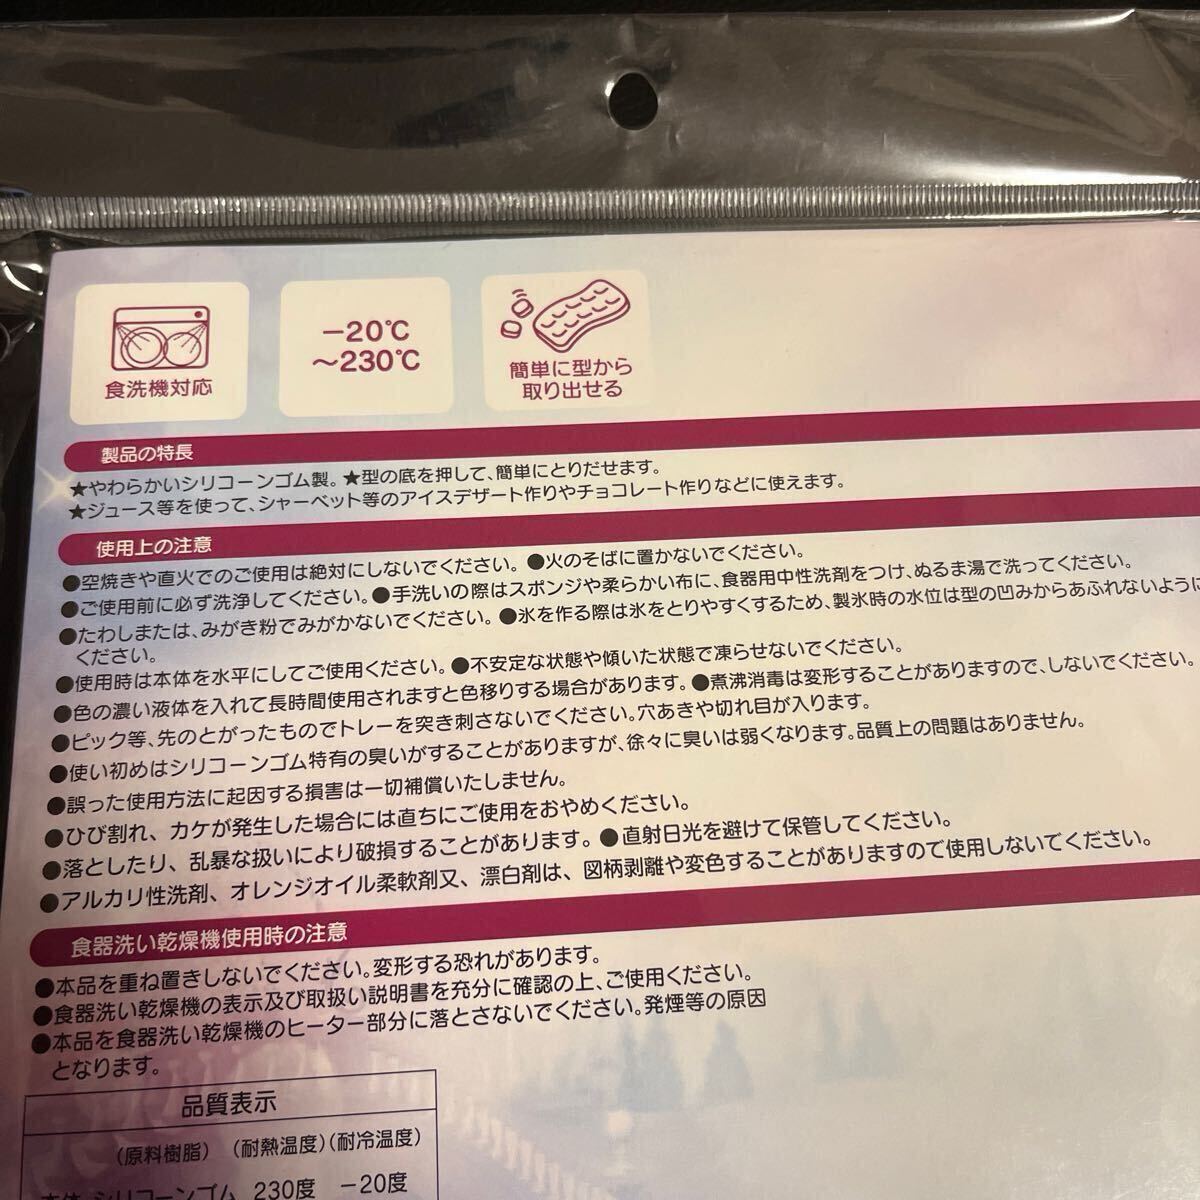 食洗機対応
－20℃
～230℃
簡単に型から
取り出せる
製品の特長
★やわらかいシリコーンゴム製。★型の底を押して、簡単にとりだせます。
★ジュース等を使って、シャーベット等のアイスデザート作りやチョコレート作りなどに使えます。
使用上の注意
●空焼きや直火でのご使用は絶対にしないでください。●火のそばに置かないでください。
●ご使用前に必ず洗浄してください。●手洗いの際はスポンジや柔らかい布に、食器用中性洗剤をつけ、ぬるま湯で洗ってください。
●たわしまたは、みがき粉でみがかないでください。●氷を作る際は氷をとりやすくするため、製氷時の水位は型の凹みからあふれないように
ください。
●使用時は本体を水平にしてご使用ください。●不安定な状態や傾いた状態で凍らせないでください。
●色の濃い液体を入れて長時間使用されますと色移りする場合があります。●煮沸消毒は変形することがありますので、しないでください。
●ピック等、先のとがったものでトレーを突き刺さないでください。穴あきや切れ目が入ります。
●使い初めはシリコーンゴム特有の臭いがすることがありますが、徐々に臭いは弱くなります。品質上の問題はありません。
●誤った使用方法に起因する損害は一切補償いたしません。
●ひび割れ、カケが発生した場合には直ちにご使用をおやめください。
●落としたり、乱暴な扱いにより破損することがあります。●直射日光を避けて保管してください。
●アルカリ性洗剤、オレンジオイル柔軟剤又、漂白剤は、図柄剥離や変色することがありますので使用しないでください。
食器洗い乾燥機使用時の注意
●本品を重ね置きしないでください。変形する恐れがあります。
●食器洗い乾燥機の表示及び取扱い説明書を充分に確認の上、ご使用ください。
●本品を食器洗い乾燥機のヒーター部分に落とさないでください。発煙等の原因
となります。
品質表示
（原料樹脂）（耐熱温度）（耐冷温度）
本体 シリコーンゴム 230度 －20度